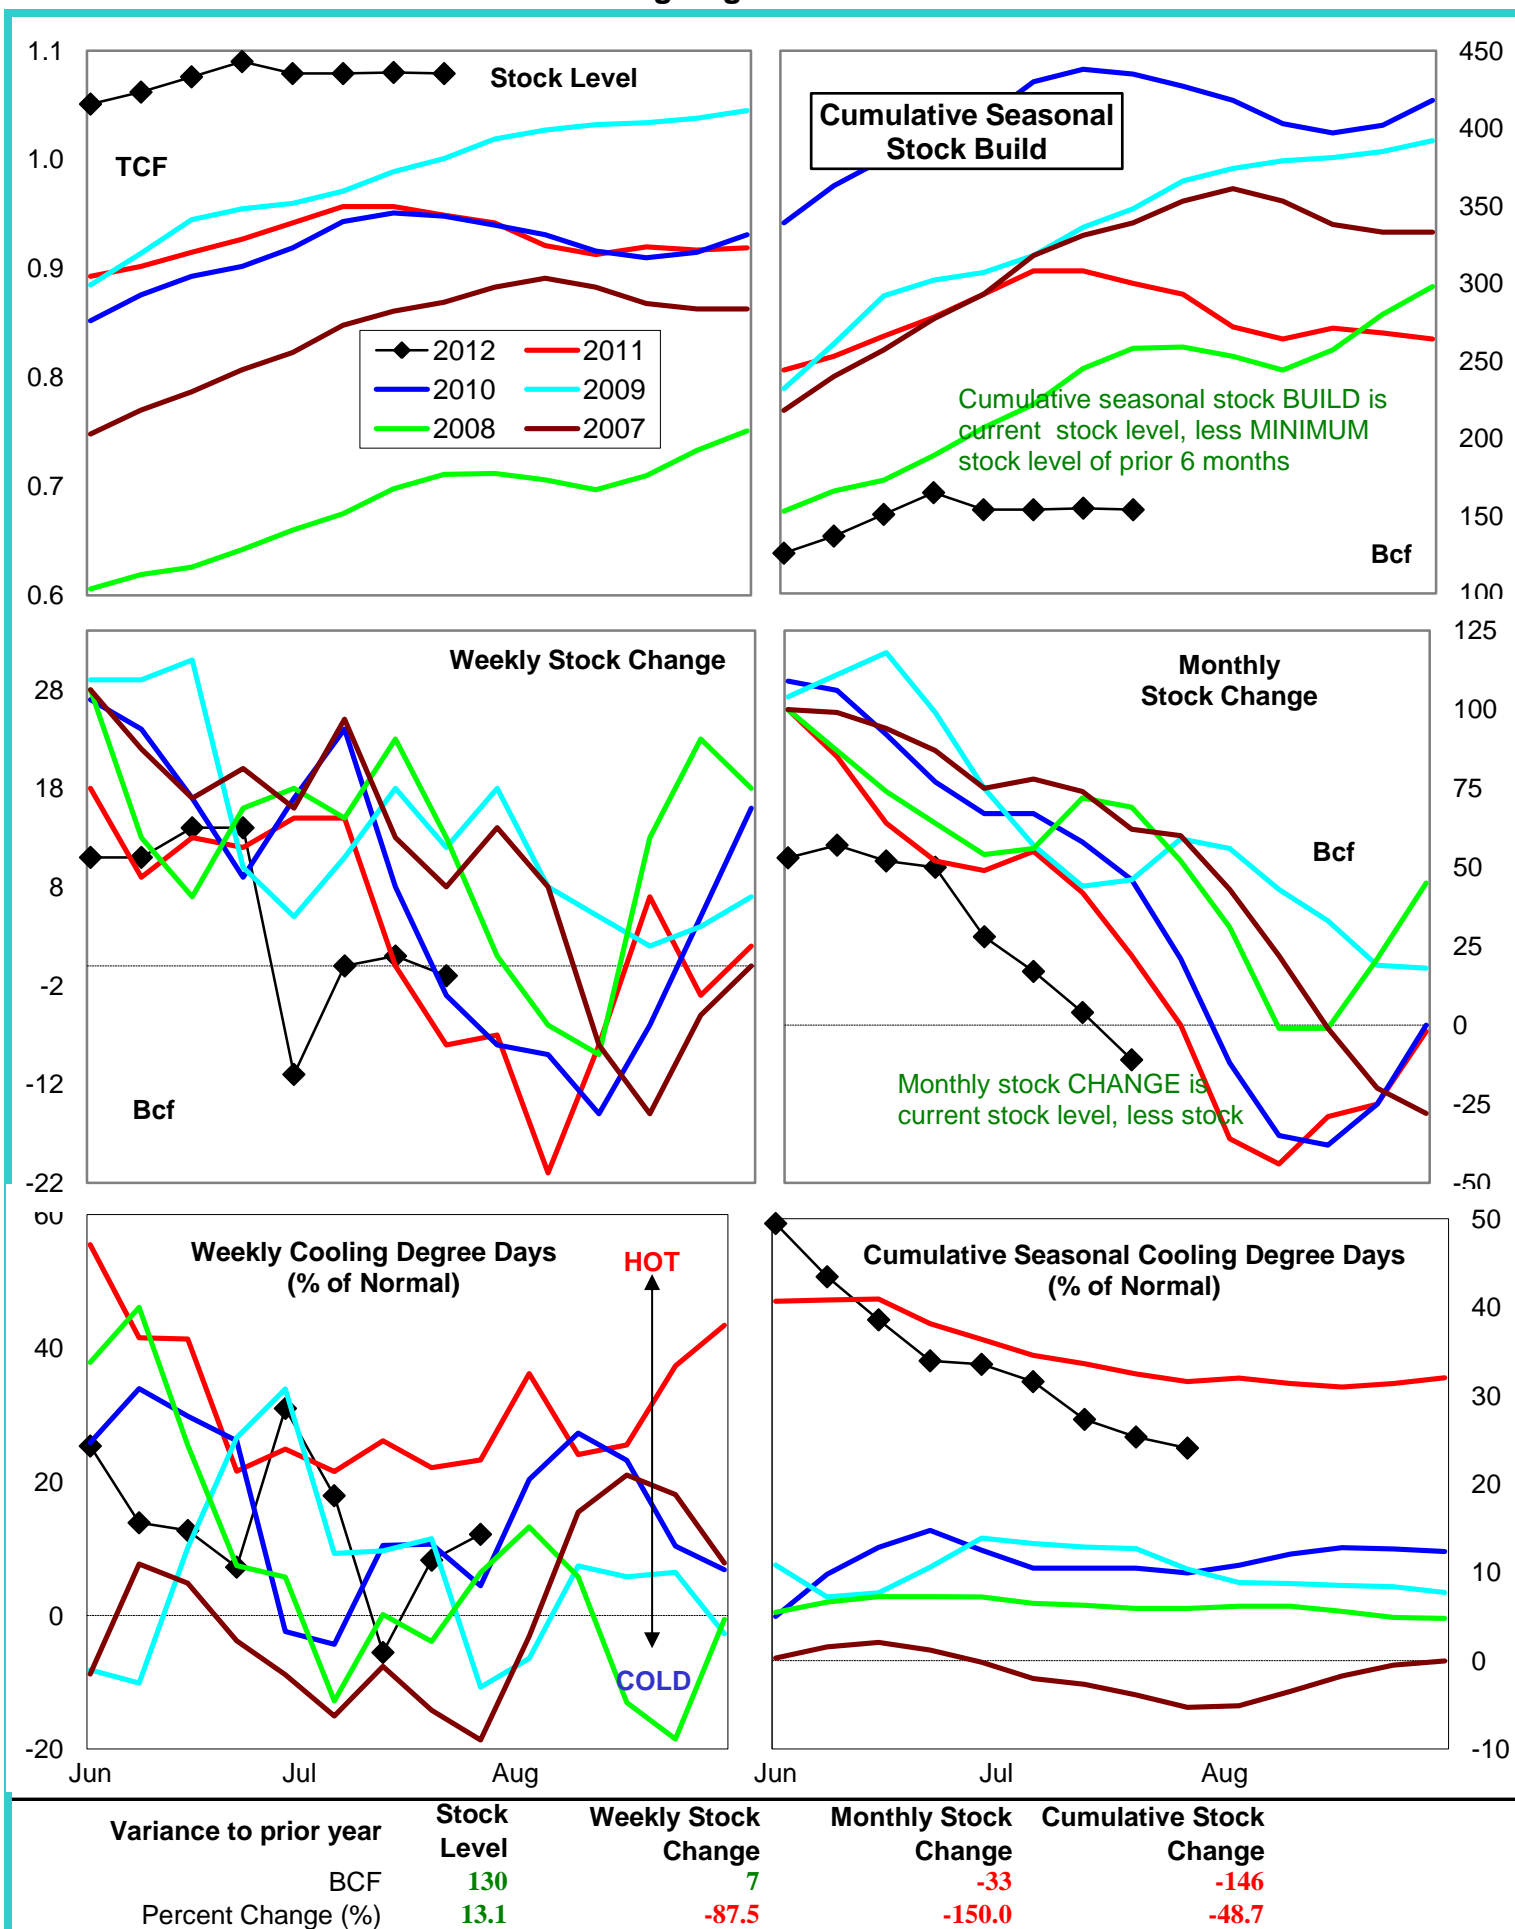 1.1
1.0
0.9
0.8
0.7
0.6
Stock Level
TCF
2012
2011
2010
2009
2008
2007
450
400
350
300
250
200
150
100
Cumulative Seasonal
Stock Build
Cumulative seasonal stock BUILD is
current stock level, less MINIMUM
stock level of prior 6 months
Bcf
28
18
8
-2
-12
-22
Weekly Stock Change
Bcf
125
100
75
50
25
0
-25
-50
Monthly
Stock Change
Bcf
Monthly stock CHANGE is
current stock level, less stock
60
40
20
0
-20
Weekly Cooling Degree Days
(% of Normal)
HOT
COLD
Jun Jul Aug
50
40
30
20
10
0
-10
Cumulative Seasonal Cooling Degree Days
(% of Normal)
Jun Jul Aug
Variance to prior year
Stock
Level
Weekly Stock
Change
Monthly Stock
Change
Cumulative Stock
Change
BCF 130 7 -33 -146
Percent Change (%) 13.1 -87.5 -150.0 -48.7